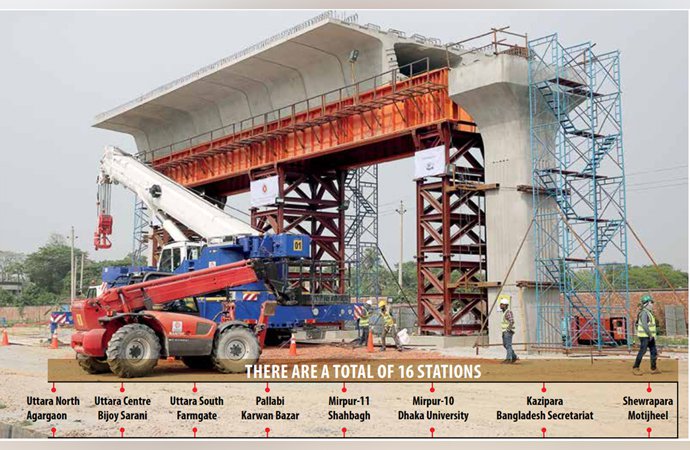 01
THERE ARE A TOTAL OF 16 STATIONS
Uttara North Uttara Centre Uttara South Pallabi Mirpur-11 Mirpur-10 Kazipara Shewrapara
Agargaon Bijoy Sarani Farmgate Karwan Bazar Shahbagh Dhaka University Bangladesh Secretariat Motijheel